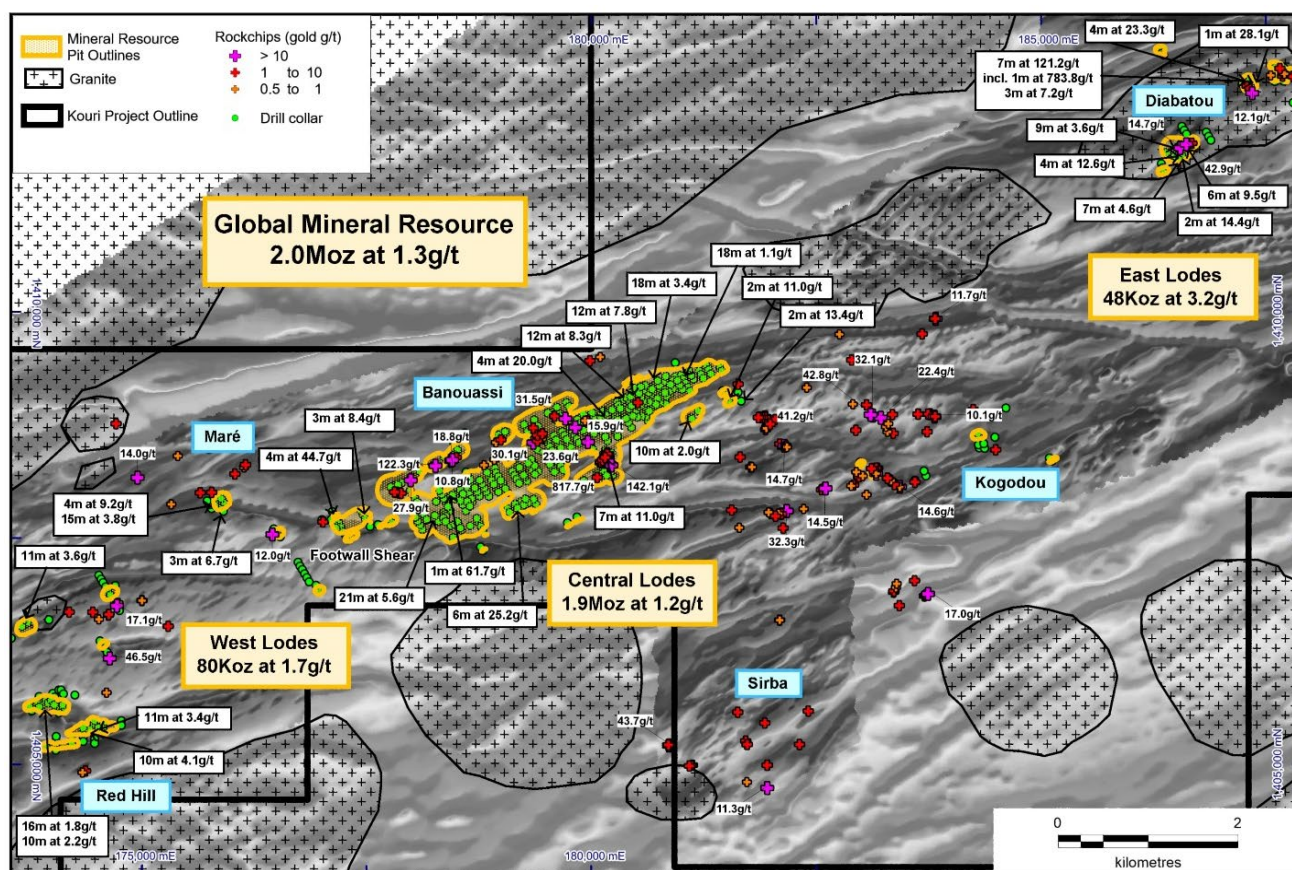 Mineral Resource
Pit Outlines
Granite
Kouri Project Outline
Rockchips (gold g/t)
> 10
1 to 10
0.5 to 1
Drill collar
180,000 mE
185,000 mE
4m at 23.3g/t
1m at 28.1g/t
7m at 121.2g/t
incl. 1m at 783.8g/t
3m at 7.2g/t
Diabatou
9m at 3.6g/t
14.7g/t
12.1g/t
4m at 12.6g/t
42.9g/t
7m at 4.6g/t
6m at 9.5g/t
2m at 14.4g/t
Global Mineral Resource
2.0Moz at 1.3g/t
East Lodes
48Koz at 3.2g/t
1,410,000 mN
1,410,000 mN
18m at 1.1g/t
18m at 3.4g/t
2m at 11.0g/t
12m at 7.8g/t
2m at 13.4g/t
12m at 8.3g/t
11.7g/t
4m at 20.0g/t
32.1g/t
22.4g/t
42.8g/t
Banouassi
31.5g/t
3m at 8.4g/t
41.2g/t
10.1g/t
Maré
18.8g/t
15.9g/t
10m at 2.0g/t
14.0g/t
4m at 44.7g/t
122.3g/t
30.1g/t
23.6g/t
10.8g/t
817.7g/t
142.1g/t
14.7g/t
Kogodou
4m at 9.2g/t
15m at 3.8g/t
27.9g/t
7m at 11.0g/t
14.5g/t
14.6g/t
3m at 6.7g/t
12.0g/t
Footwall Shear
32.3g/t
11m at 3.6g/t
1m at 61.7g/t
21m at 5.6g/t
6m at 25.2g/t
Central Lodes
1.9Moz at 1.2g/t
17.1g/t
17.0g/t
West Lodes
80Koz at 1.7g/t
46.5g/t
Sirba
11m at 3.4g/t
43.7g/t
10m at 4.1g/t
1,405,000 mN
1,405,000 mN
Red Hill
11.3g/t
16m at 1.8g/t
10m at 2.2g/t
175,000 mE
180,000 mE
0 2
kilometres